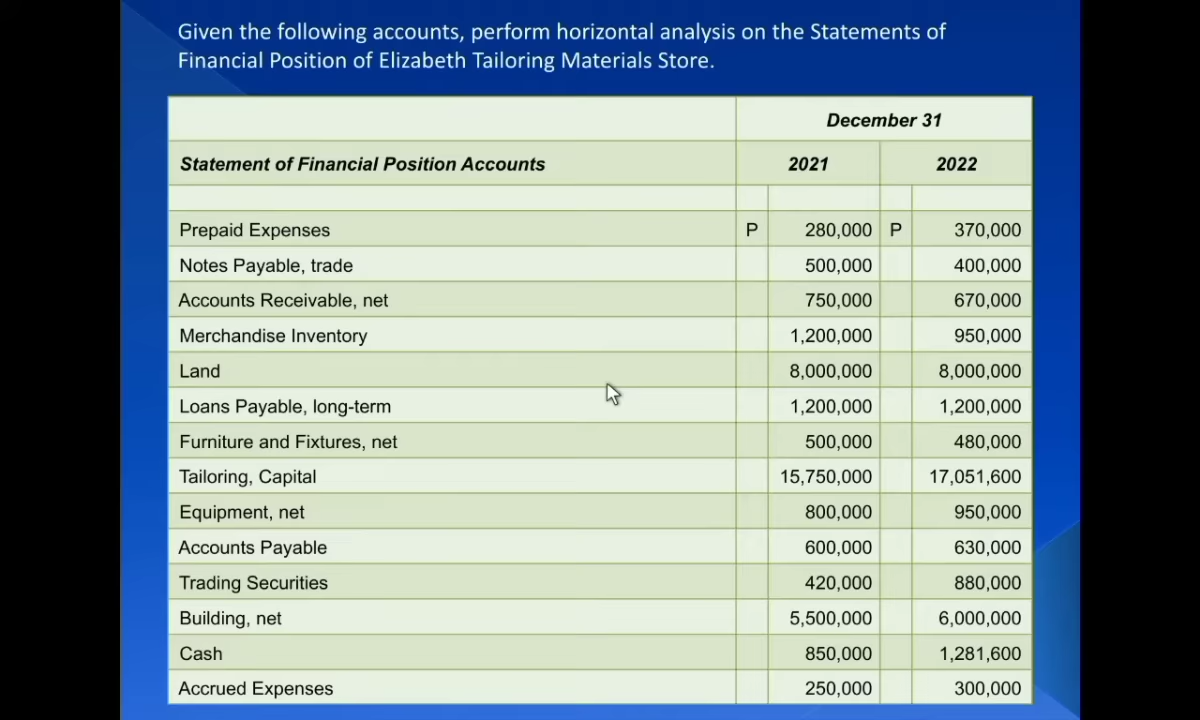 Given the following accounts, perform horizontal analysis on the Statements of
Financial Position of Elizabeth Tailoring Materials Store.
December 31
Statement of Financial Position Accounts 2021 2022
Prepaid Expenses P 280,000 P 370,000
Notes Payable, trade 500,000 400,000
Accounts Receivable, net 750,000 670,000
Merchandise Inventory 1,200,000 950,000
Land 8,000,000 8,000,000
Loans Payable, long-term 1,200,000 1,200,000
Furniture and Fixtures, net 500,000 480,000
Tailoring, Capital 15,750,000 17,051,600
Equipment, net 800,000 950,000
Accounts Payable 600,000 630,000
Trading Securities 420,000 880,000
Building, net 5,500,000 6,000,000
Cash 850,000 1,281,600
Accrued Expenses 250,000 300,000